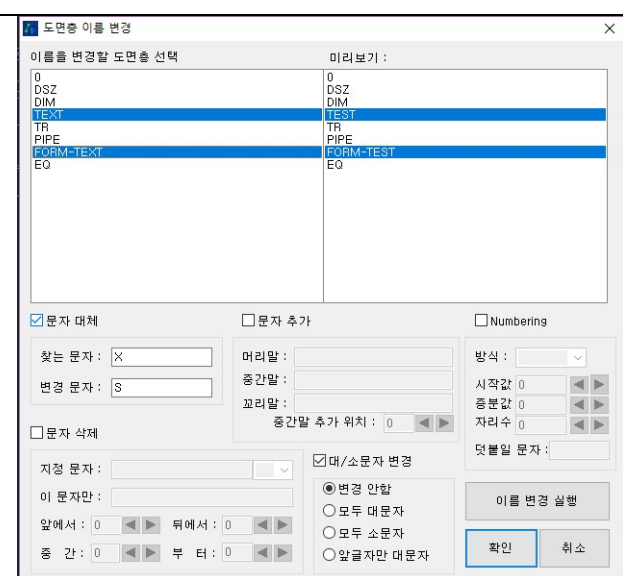 도면층 이름 변경
이름을 변경할 도면층 선택
미리보기 :
0
DSZ
DIM
TEXT
TR
PIPE
FORM-TEXT
EQ
0
DSZ
DIM
TEST
TR
PIPE
FORM-TEST
EQ
문자 대체
찾는 문자 : X
변경 문자 : S
문자 추가
머리말 :
중간말 :
꼬리말 :
중간말 추가 위치 : 0
Numbering
방식 :
시작값 0
증분값 0
자리수 0
덧붙일 문자 :
문자 삭제
지정 문자 :
이 문자만 :
앞에서 : 0 뒤에서 : 0
중 간 : 0 부 터 : 0
대/소문자 변경
변경 안함
모두 대문자
모두 소문자
앞글자만 대문자
이름 변경 실행
확인 취소